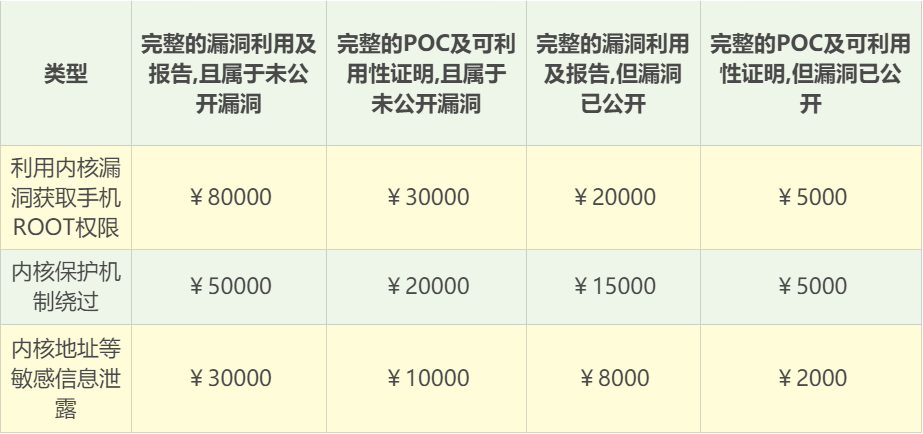 类型
完整的漏洞利用及
报告,且属于未公
开漏洞
完整的POC及可利
用性证明,且属于
未公开漏洞
完整的漏洞利用
及报告,但漏洞
已公开
完整的POC及可利用
性证明,但漏洞已公
开
利用内核漏
洞获取手机
ROOT权限
￥80000
￥30000
￥20000
￥5000
内核保护机
制绕过
￥50000
￥20000
￥15000
￥5000
内核地址等
敏感信息泄
露
￥30000
￥10000
￥8000
￥2000